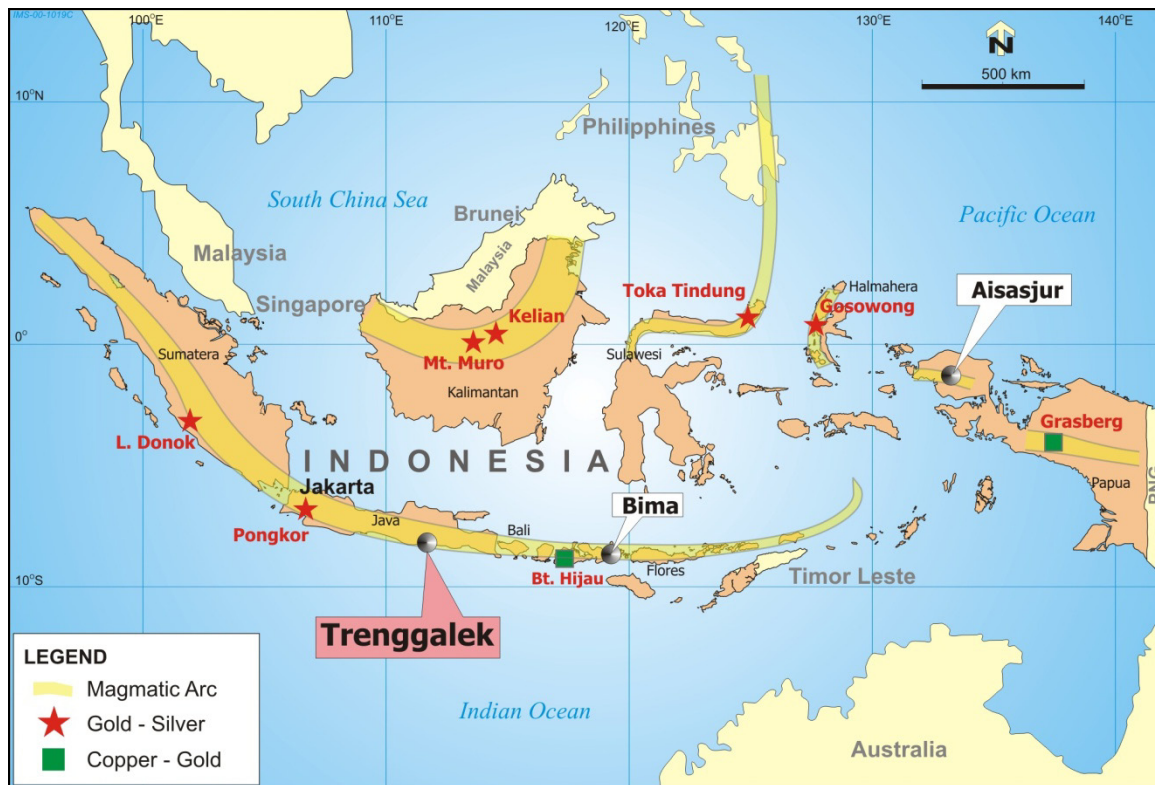 IMS-00-1019C
100°E
110°E
120°E
130°E
140°E
N
500 km
10°N
Philipphines
South China Sea
Pacific Ocean
Brunei
Malaysia
Malaysia
Singapore
Toka Tindung
Halmahera
Gosowong
Aisasjur
Kelian
0°
Sumatera
Mt. Muro
Sulawesi
Kalimantan
L. Donok
Grasberg
INDONESIA
Jakarta
Papua
PNG
Bima
Pongkor
Java
Bali
Flores
Bt. Hijau
Timor Leste
10°S
Trenggalek
LEGEND
Magmatic Arc
Gold - Silver
Copper - Gold
Indian Ocean
Australia